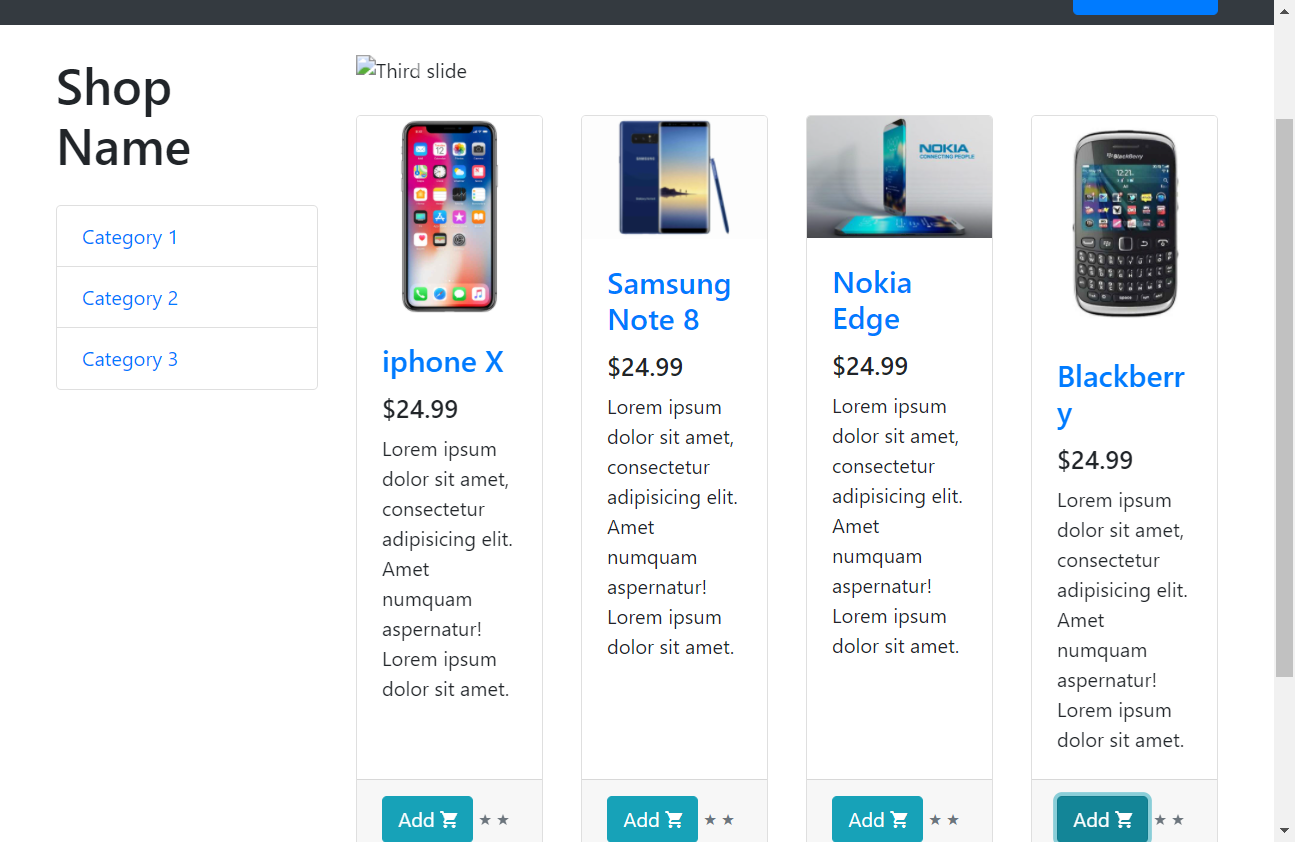 Shop
Name
Category 1
Category 2
Category 3
Third slide
iphone X
$24.99
Lorem ipsum
dolor sit amet,
consectetur
adipisicing elit.
Amet
numquam
aspernatur!
Lorem ipsum
dolor sit amet.
Add
Samsung
Note 8
$24.99
Lorem ipsum
dolor sit amet,
consectetur
adipisicing elit.
Amet
numquam
aspernatur!
Lorem ipsum
dolor sit amet.
Add
NOKIA
CONNECTING PEOPLE
Nokia
Edge
$24.99
Lorem ipsum
dolor sit amet,
consectetur
adipisicing elit.
Amet
numquam
aspernatur!
Lorem ipsum
dolor sit amet.
Add
BlackBerry
Blackberr
y
$24.99
Lorem ipsum
dolor sit amet,
consectetur
adipisicing elit.
Amet
numquam
aspernatur!
Lorem ipsum
dolor sit amet.
Add